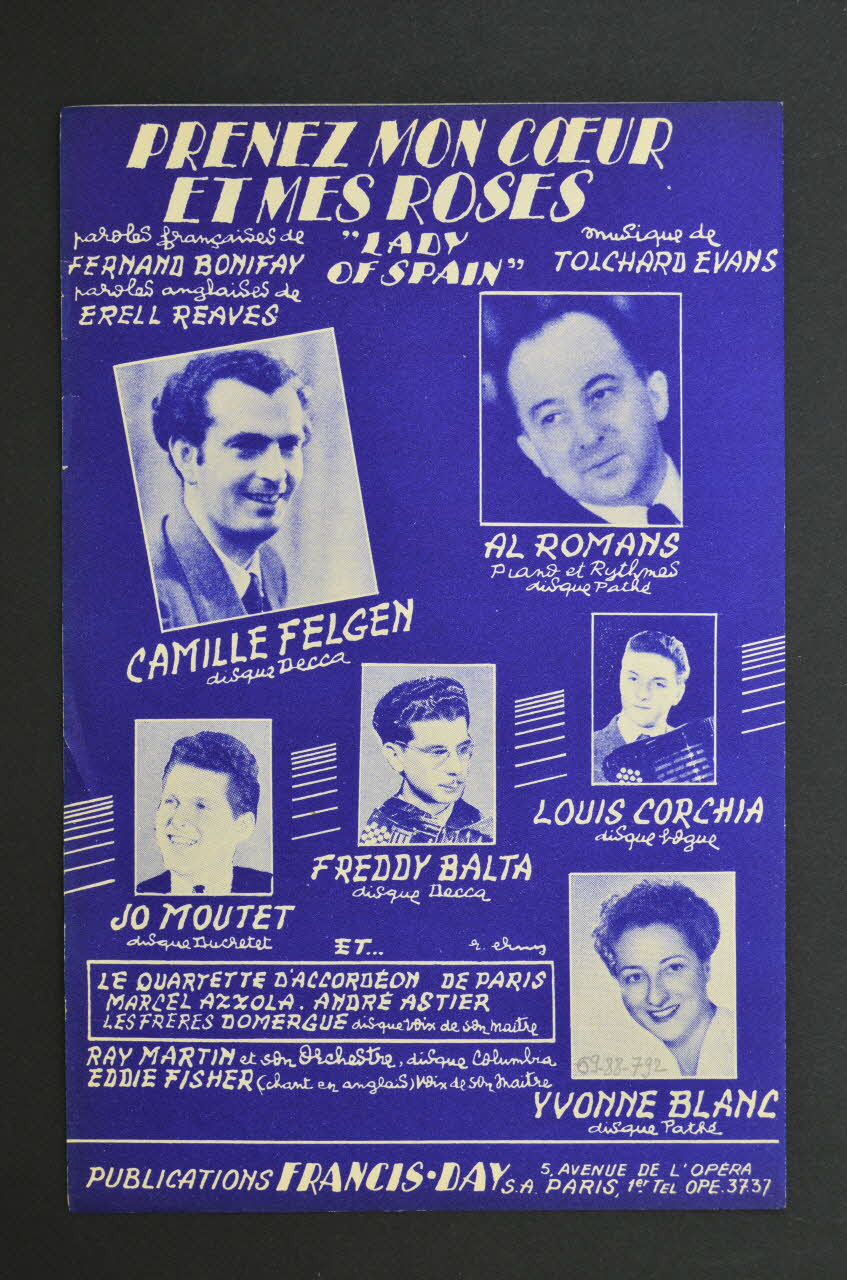 PRENEZ MON CŒUR
ET MES ROSES
paroles françaises de
FERNAND BONIFAY
paroles anglaises de
ERELL REAVES
"LADY
OF SPAIN"
musique de
TOLCHARD EVANS
AL ROMANS
Piano et Rythmes
disque Pathé
CAMILLE FELGEN
disque Decca
LOUIS CORCHIA
disque Vogue
FREDDY BALTA
disque Decca
JO MOUTET
disque Ducretet
ET...
LE QUARTETTE D'ACCORDÉON DE PARIS
MARCEL AZZOLA. ANDRÉ ASTIER
LES FRÈRES DOMERGUE disque voix de son maitre
RAY MARTIN et son Orchestre, disque Columbia
EDDIE FISHER (chant en anglais) voix de son maitre
69-88-792
YVONNE BLANC
disque Pathé
PUBLICATIONS FRANCIS·DAY S.A. 5, AVENUE DE L'OPÉRA
PARIS, 1er TEL OPE.37.37